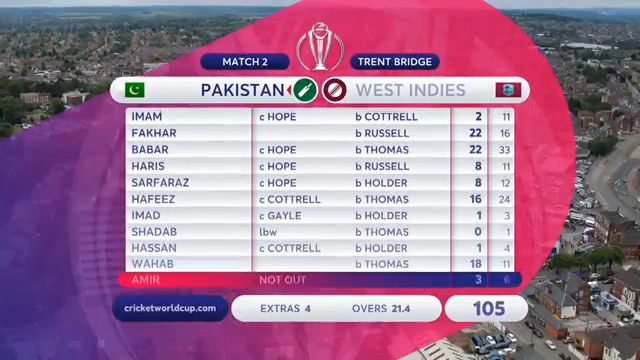 MATCH 2 TRENT BRIDGE
PAKISTAN WEST INDIES
IMAM c HOPE b COTTRELL 2 11
FAKHAR b RUSSELL 22 16
BABAR c HOPE b THOMAS 22 33
HARIS c HOPE b RUSSELL 8 11
SARFARAZ c HOPE b HOLDER 8 12
HAFEEZ c COTTRELL b THOMAS 16 24
IMAD c GAYLE b HOLDER 1 3
SHADAB lbw b THOMAS 0 1
HASSAN c COTTRELL b HOLDER 1 4
WAHAB b THOMAS 18 11
AMIR NOT OUT 3 6
cricketworldcup.com EXTRAS 4 OVERS 21.4 105